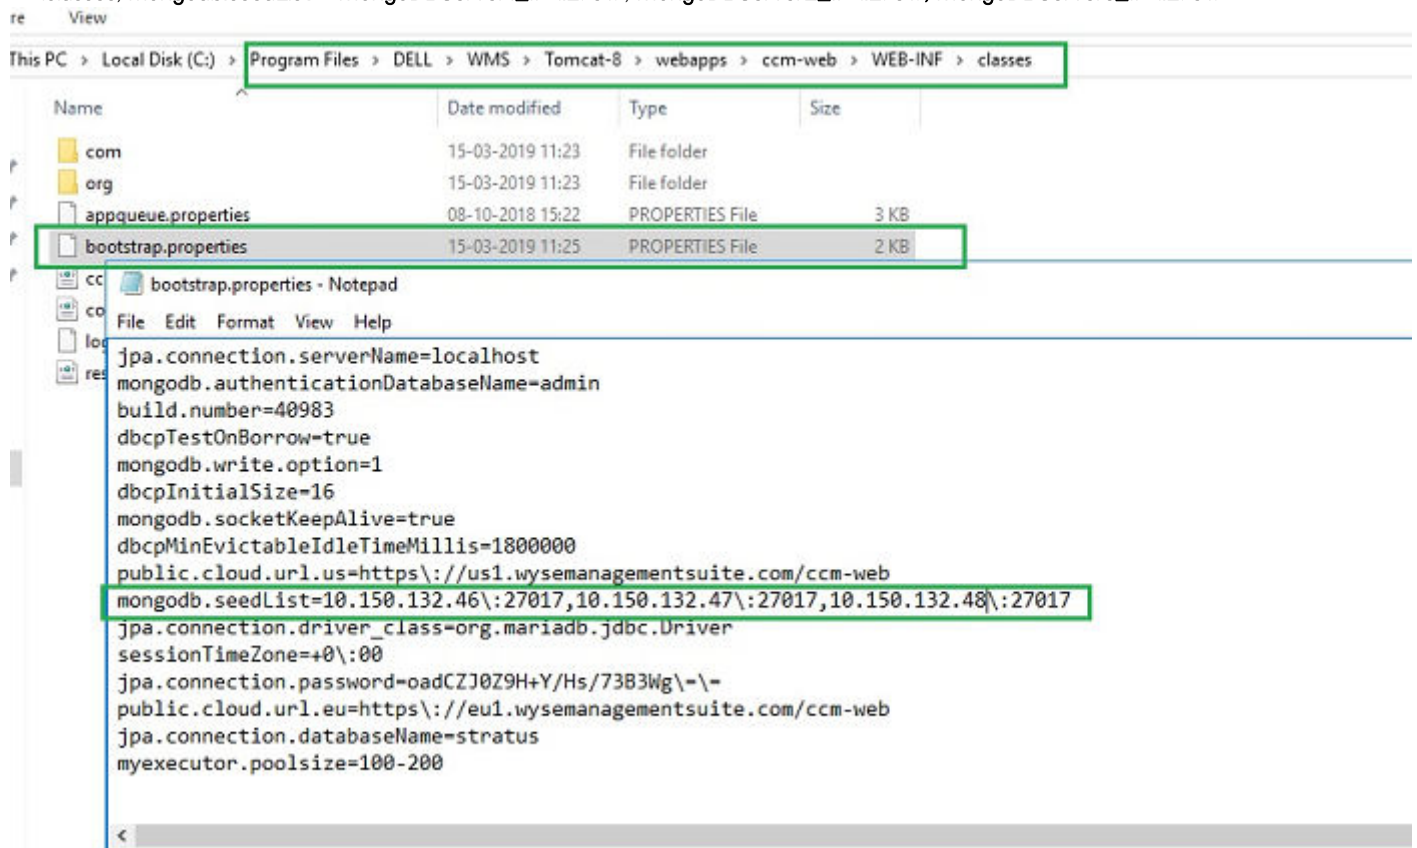 re View
This PC > Local Disk (C:) > Program Files > DELL > WMS > Tomcat-8 > webapps > ccm-web > WEB-INF > classes
Name Date modified Type Size
com 15-03-2019 11:23 File folder
org 15-03-2019 11:23 File folder
appqueue.properties 08-10-2018 15:22 PROPERTIES File 3 KB
bootstrap.properties 15-03-2019 11:25 PROPERTIES File 2 KB
cc
bootstrap.properties - Notepad
co
File Edit Format View Help
log
jpa.connection.serverName=localhost
res
mongodb.authenticationDatabaseName=admin
build.number=40983
dbcpTestOnBorrow=true
mongodb.write.option=1
dbcpInitialSize=16
mongodb.socketKeepAlive=true
dbcpMinEvictableIdleTimeMillis=1800000
public.cloud.url.us=https\://us1.wysemanagementsuite.com/ccm-web
mongodb.seedList=10.150.132.46\:27017,10.150.132.47\:27017,10.150.132.48\:27017
jpa.connection.driver_class=org.mariadb.jdbc.Driver
sessionTimeZone=+0\:00
jpa.connection.password=oadCZJ0Z9H+Y/Hs/73B3Wg\=\=
public.cloud.url.eu=https\://eu1.wysemanagementsuite.com/ccm-web
jpa.connection.databaseName=stratus
myexecutor.poolsize=100-200